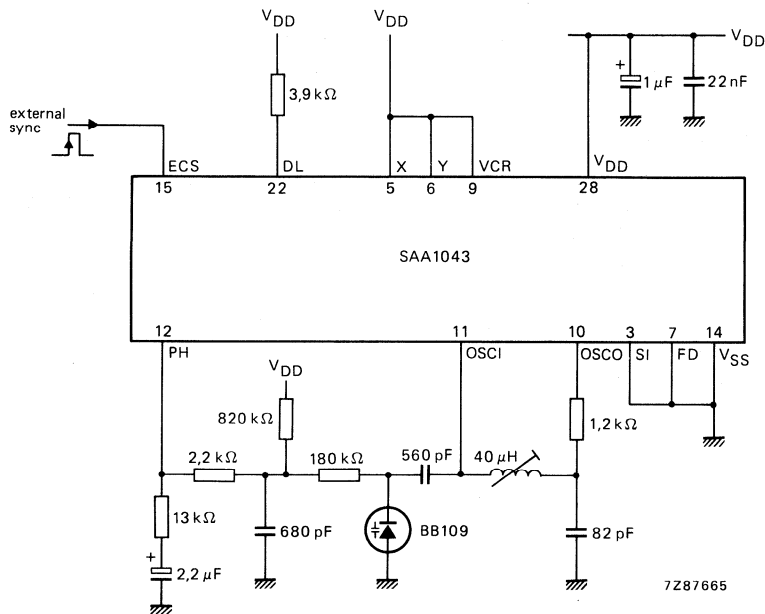 VDD
VDD
VDD
VDD
3,9 kΩ
+
1 µF
22 nF
external
sync
ECS
DL
X
Y
VCR
VDD
15
22
5
6
9
28
SAA1043
12
11
10
3
7
14
PH
OSCI
OSCO
SI
FD
VSS
VDD
820 kΩ
1,2 kΩ
2,2 kΩ
180 kΩ
560 pF
40 µH
13 kΩ
680 pF
BB109
82 pF
+
2,2 µF
7Z87665